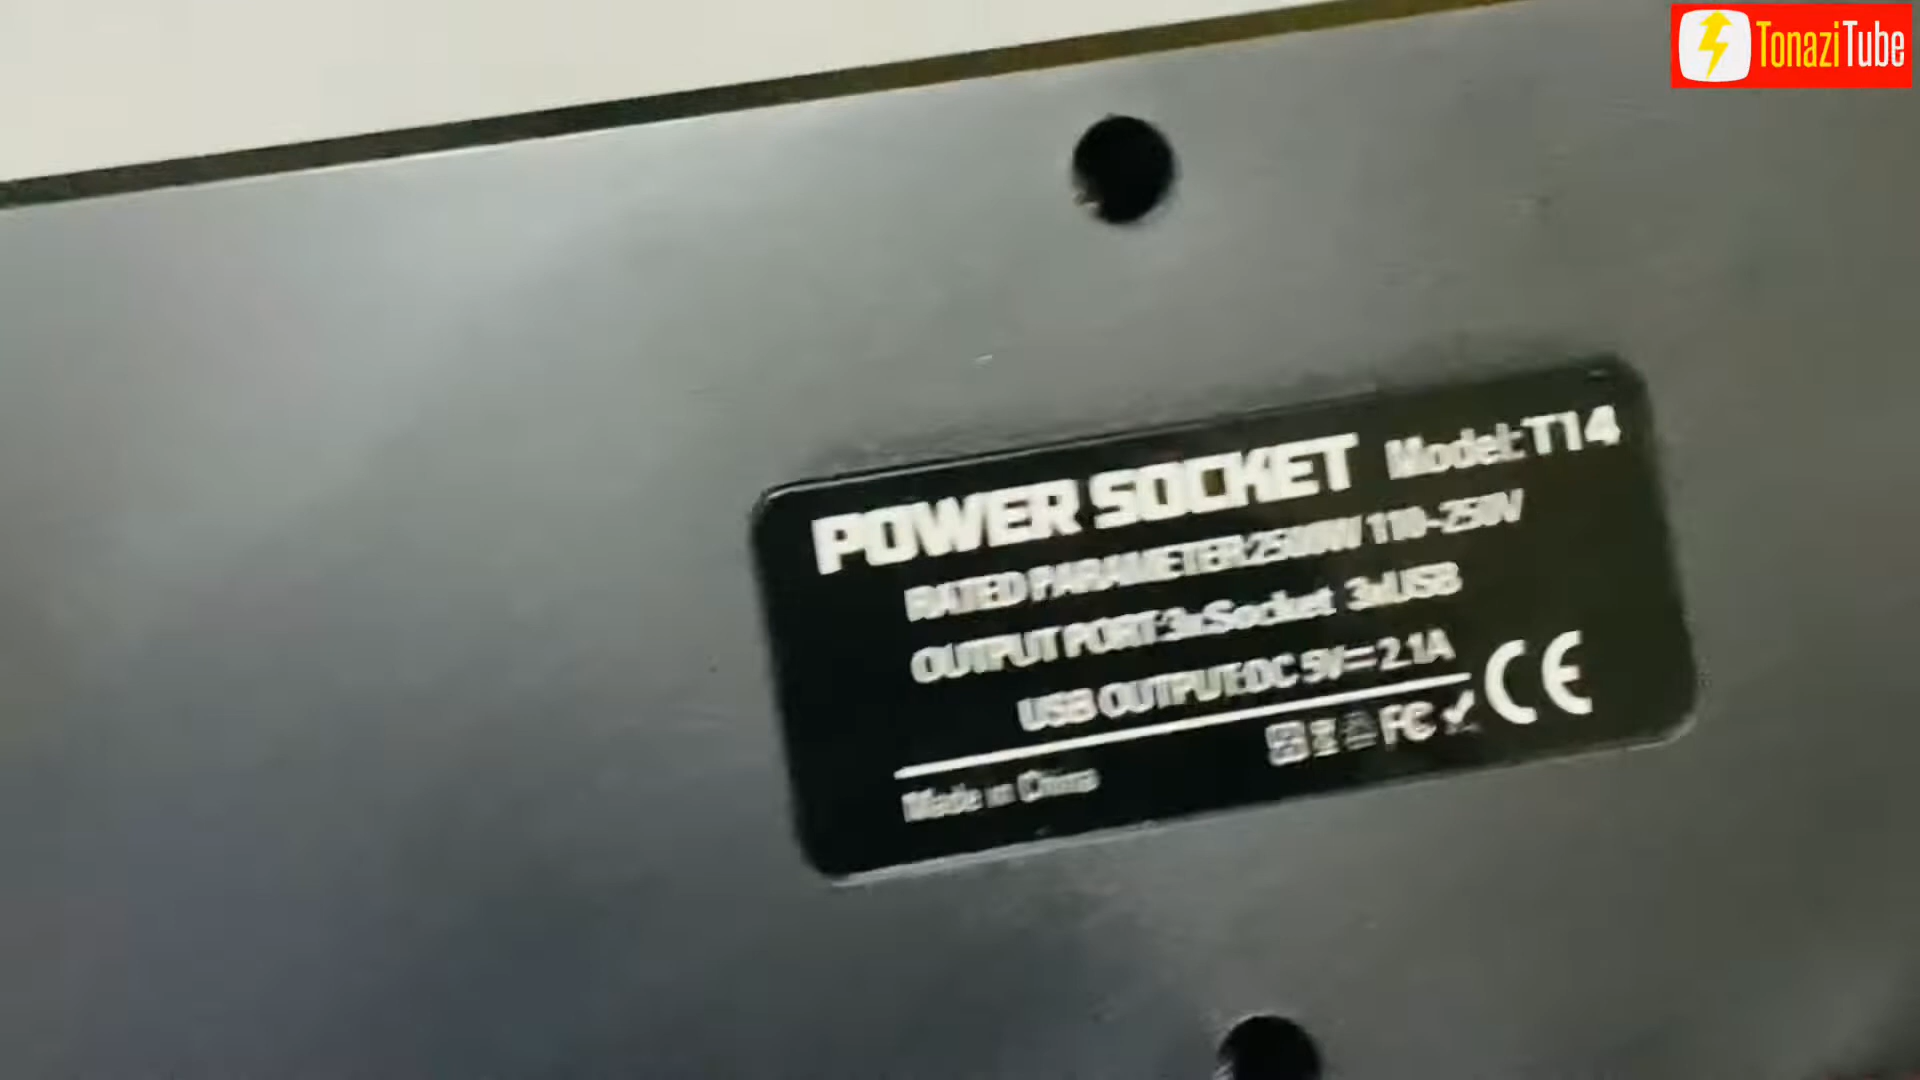 TonaziTube
POWER SOCKET Model: T14
RATED PARAMETER:2500W 110-250V
OUTPUT PORT:3xSocket 3xUSB
USB OUTPUT:DC 5V⎓2.1A
FC CE
Made in China